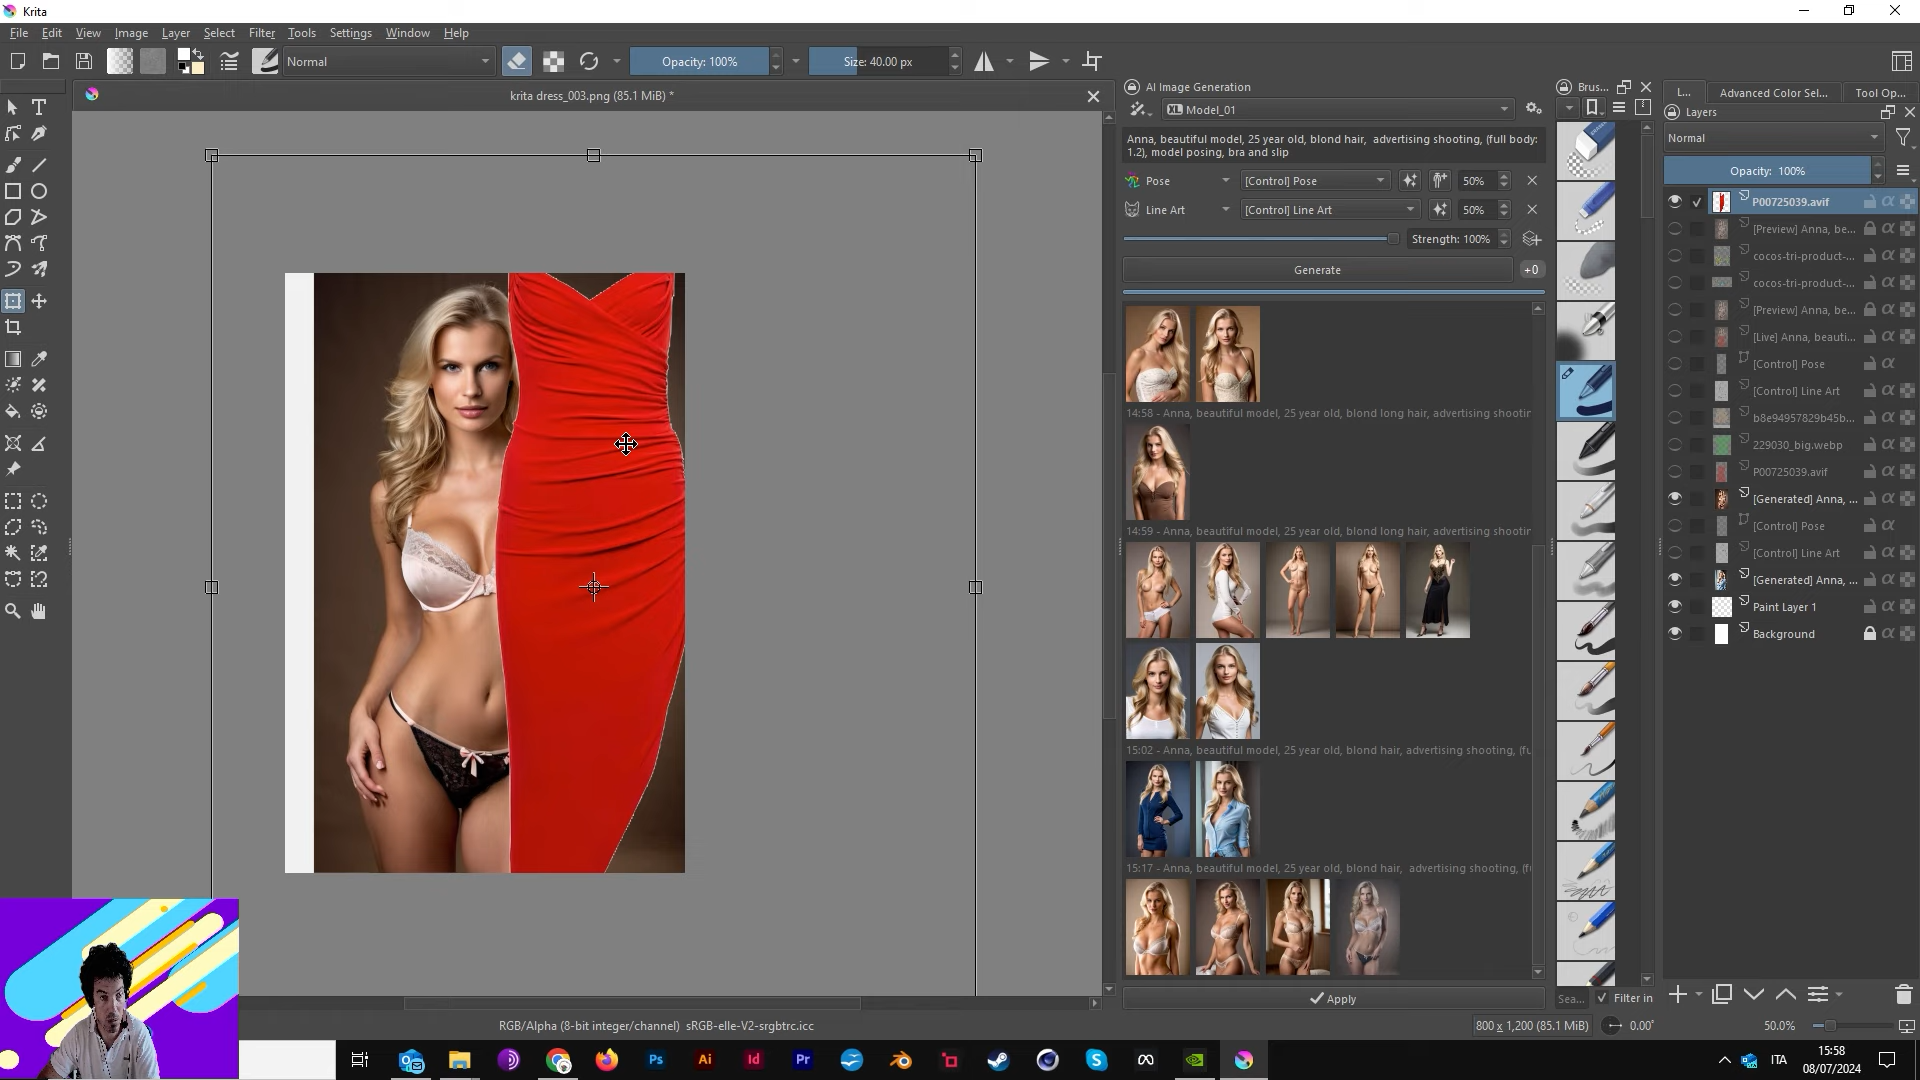 Krita
File Edit View Image Layer Select Filter Tools Settings Window Help
Normal
Opacity: 100%
Size: 40.00 px
krita dress_003.png (85.1 MiB) *
AI Image Generation
Model_01
Anna, beautiful model, 25 year old, blond hair,  advertising shooting, (full body:
1.2), model posing, bra and slip
Pose [Control] Pose 50%
Line Art [Control] Line Art 50%
Strength: 100%
Generate +0
14:58 - Anna, beautiful model, 25 year old, blond long hair, advertising shootin
14:59 - Anna, beautiful model, 25 year old, blond long hair, advertising shootin
15:02 - Anna, beautiful model, 25 year old, blond hair, advertising shooting, (fu
15:17 - Anna, beautiful model, 25 year old, blond hair,  advertising shooting, (f
Apply
Brus...
Sea... Filter in
L... Advanced Color Sel... Tool Op...
Layers
Normal
Opacity: 100%
P00725039.avif
[Preview] Anna, be...
cocos-tri-product-...
cocos-tri-product-...
[Preview] Anna, be...
[Live] Anna, beauti...
[Control] Pose
[Control] Line Art
b8e94957829b45b...
229030_big.webp
P00725039.avif
[Generated] Anna, ...
[Control] Pose
[Control] Line Art
[Generated] Anna, ...
Paint Layer 1
Background
RGB/Alpha (8-bit integer/channel)  sRGB-elle-V2-srgbtrc.icc
800 x 1,200 (85.1 MiB)
0.00°
50.0%
Ps Ai Id Pr
ITA
15:58
08/07/2024